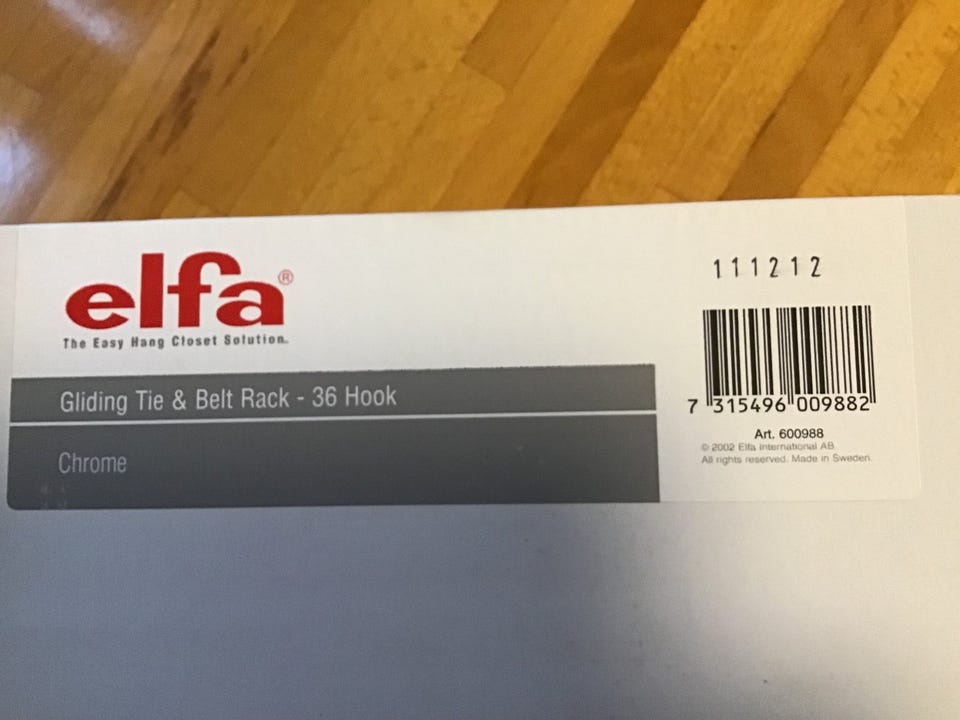 elfa®
The Easy Hang Closet Solution™
Gliding Tie & Belt Rack - 36 Hook
Chrome
111212
7 315496 009882
Art. 600988
© 2002 Elfa International AB.
All rights reserved. Made in Sweden.